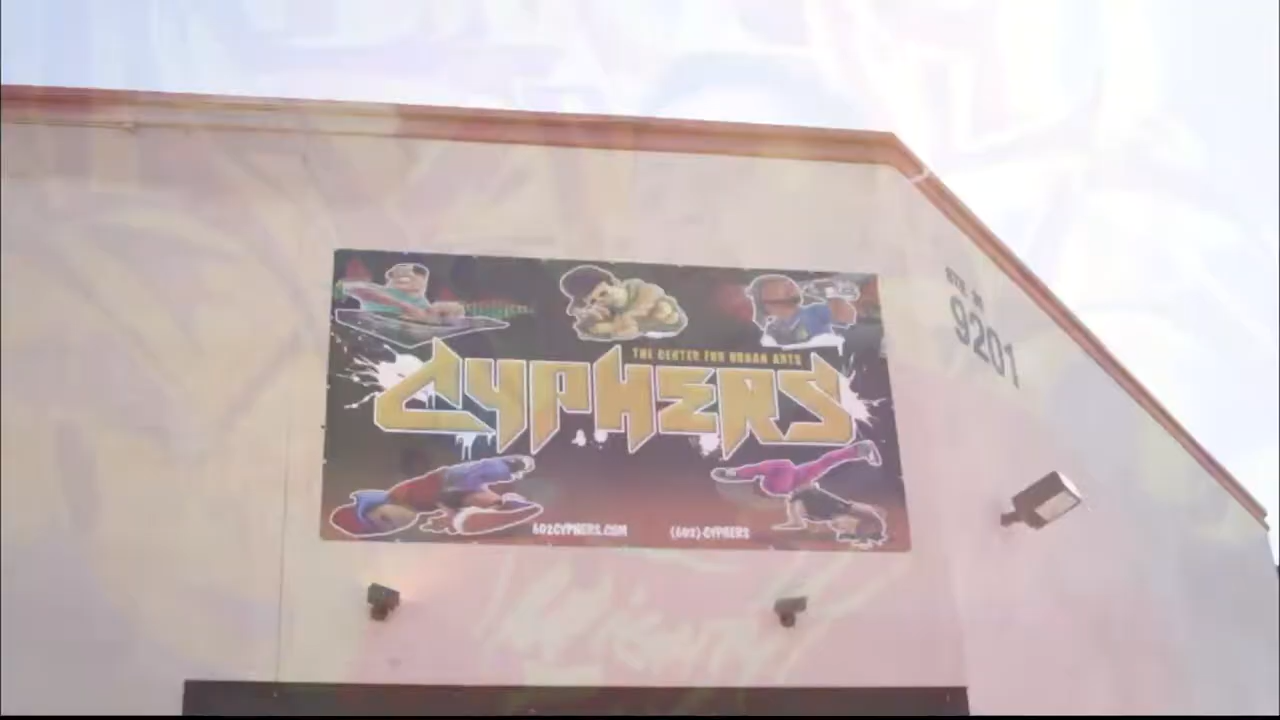 THE CENTER FOR URBAN ARTS
CYPHERS
602CYPHERS.COM
(602)-CYPHERS
9201